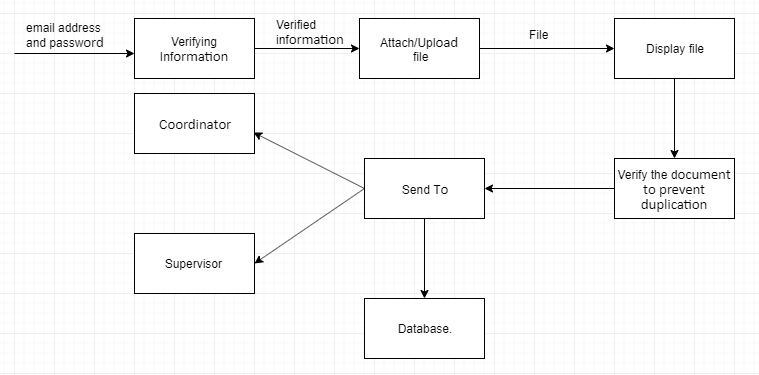 email address
and password
Verifying
Information
Verified
information
Attach/Upload
file
File
Display file
Coordinator
Verify the document
to prevent
duplication
Send To
Supervisor
Database.